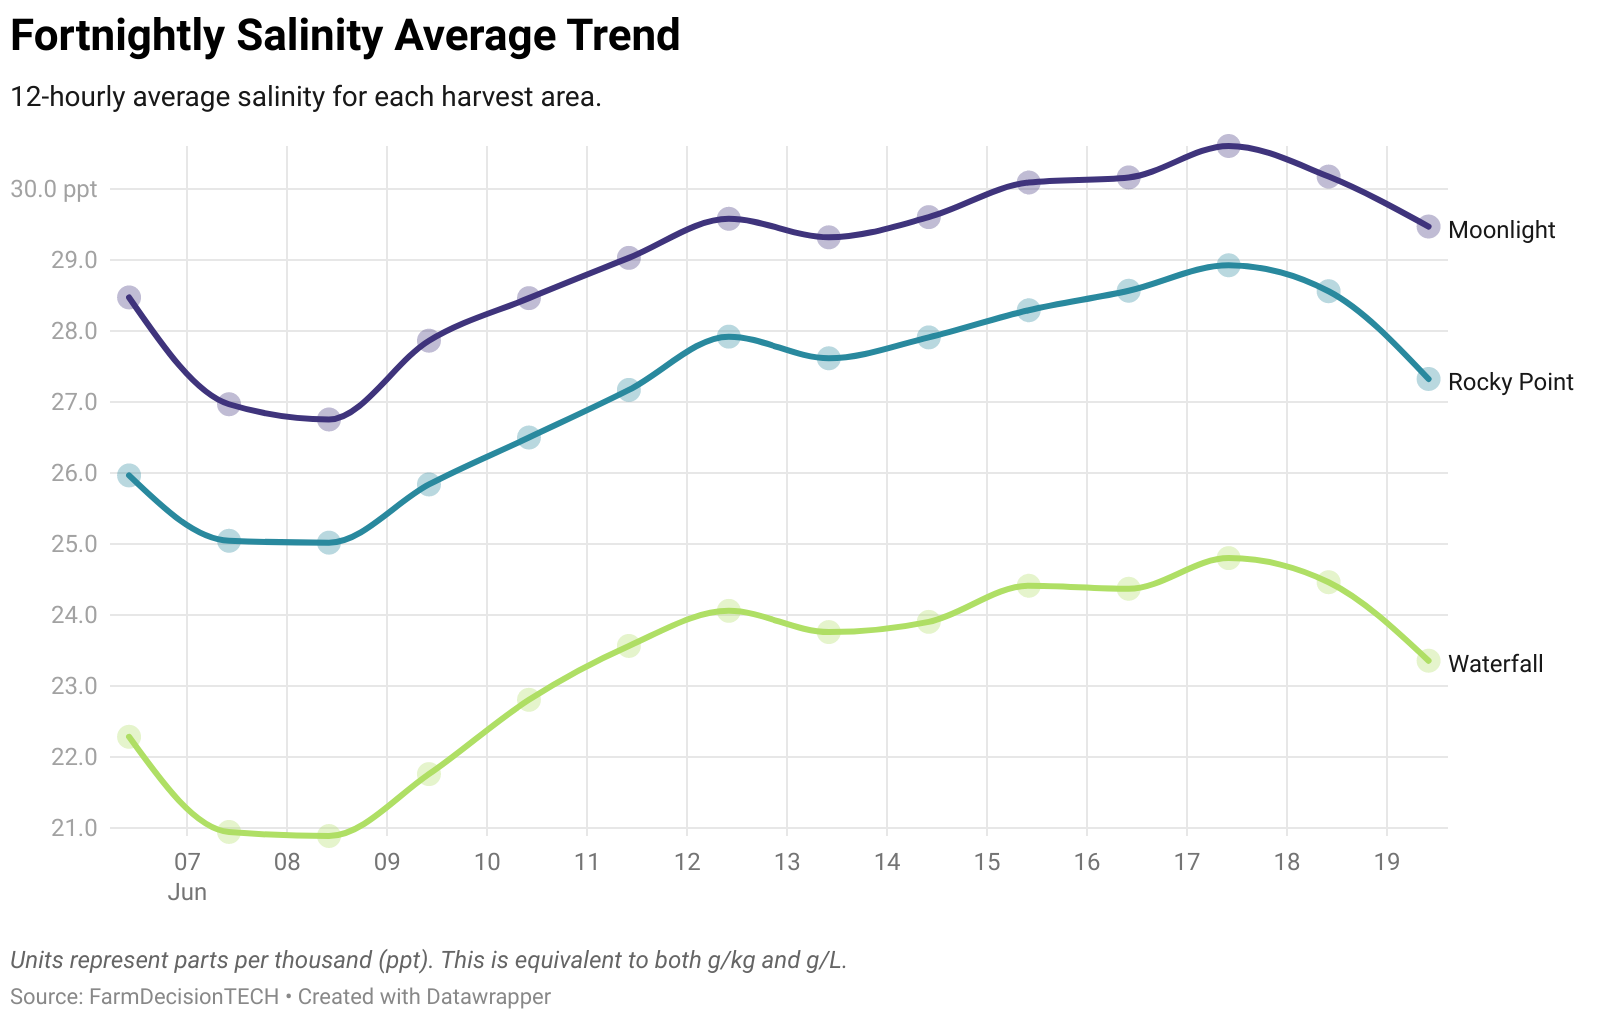 Fortnightly Salinity Average Trend
12-hourly average salinity for each harvest area.
30.0 ppt
29.0
28.0
27.0
26.0
25.0
24.0
23.0
22.0
21.0
Moonlight
Rocky Point
Waterfall
07 08 09 10 11 12 13 14 15 16 17 18 19
Jun
Units represent parts per thousand (ppt). This is equivalent to both g/kg and g/L.
Source: FarmDecisionTECH • Created with Datawrapper